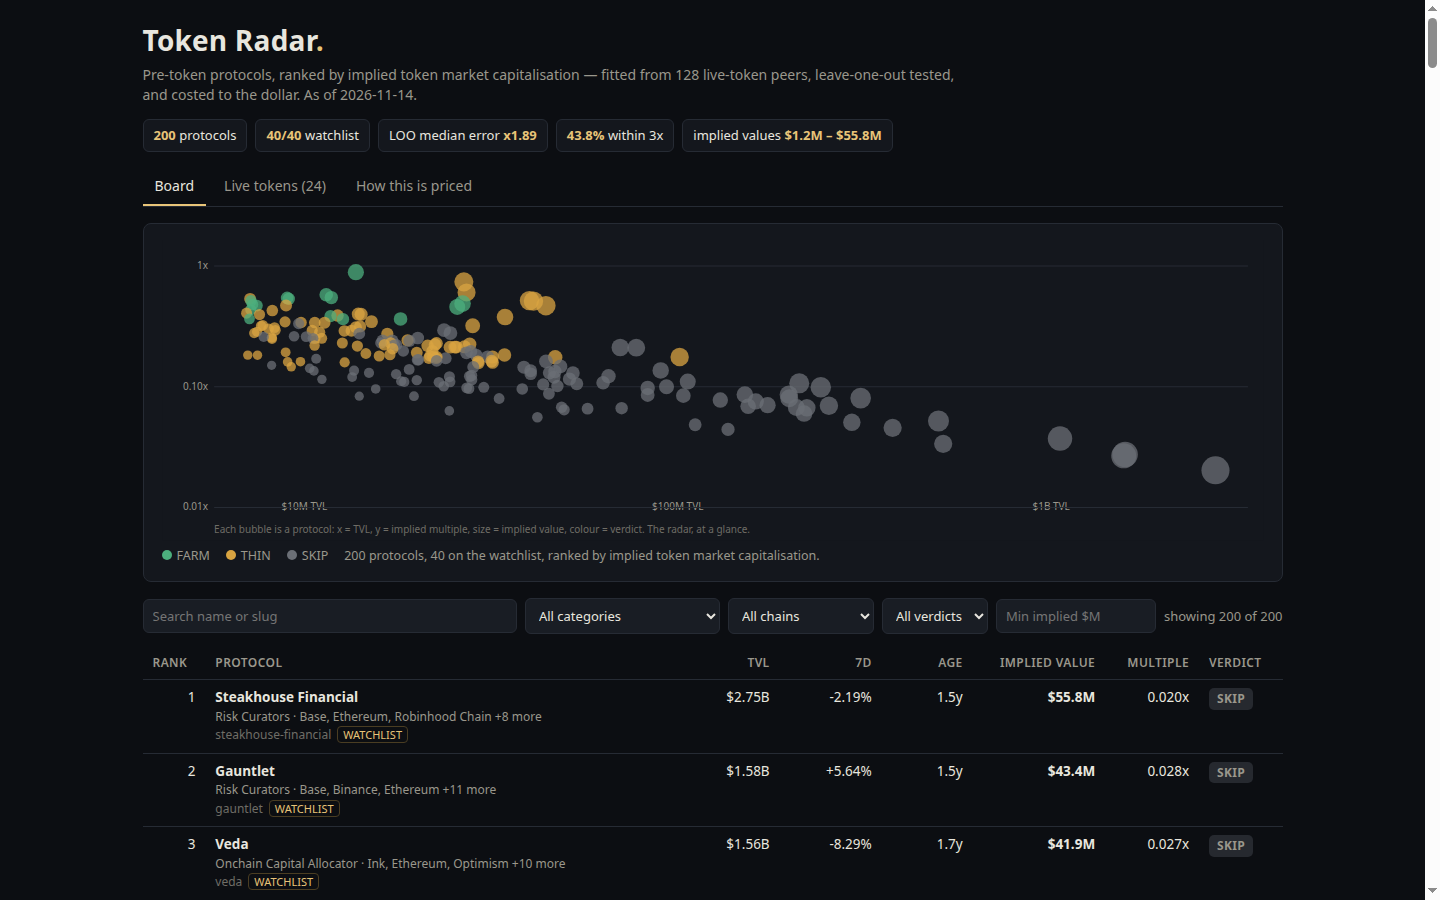 Token Radar.
Pre-token protocols, ranked by implied token market capitalisation — fitted from 128 live-token peers, leave-one-out tested,
and costed to the dollar. As of 2026-11-14.
200 protocols
40/40 watchlist
LOO median error x1.89
43.8% within 3x
implied values $1.2M – $55.8M
Board
Live tokens (24)
How this is priced
1x
0.10x
0.01x
$10M TVL
$100M TVL
$1B TVL
Each bubble is a protocol: x = TVL, y = implied multiple, size = implied value, colour = verdict. The radar, at a glance.
FARM THIN SKIP 200 protocols, 40 on the watchlist, ranked by implied token market capitalisation.
Search name or slug
All categories
All chains
All verdicts
Min implied $M
showing 200 of 200
RANK PROTOCOL TVL 7D AGE IMPLIED VALUE MULTIPLE VERDICT
1 Steakhouse Financial $2.75B -2.19% 1.5y $55.8M 0.020x SKIP
Risk Curators · Base, Ethereum, Robinhood Chain +8 more
steakhouse-financial WATCHLIST
2 Gauntlet $1.58B +5.64% 1.5y $43.4M 0.028x SKIP
Risk Curators · Base, Binance, Ethereum +11 more
gauntlet WATCHLIST
3 Veda $1.56B -8.29% 1.7y $41.9M 0.027x SKIP
Onchain Capital Allocator · Ink, Ethereum, Optimism +10 more
veda WATCHLIST